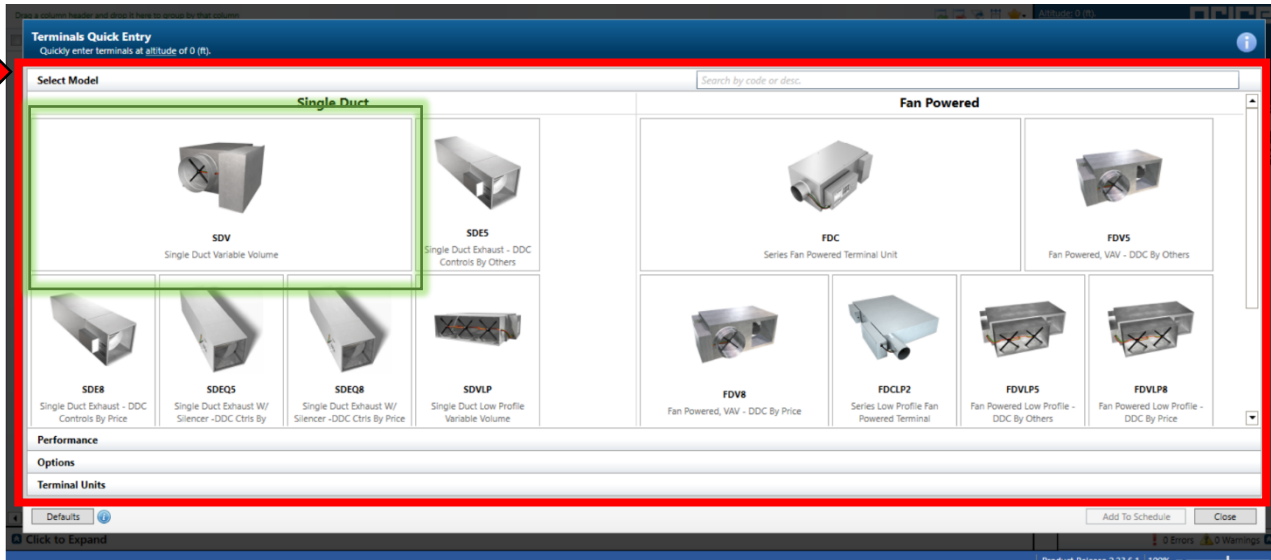 Drag a column header and drop it here to group by that column
Altitude: 0 (ft)
Terminals Quick Entry
Quickly enter terminals at altitude of 0 (ft).
Select Model
Search by code or desc.
Single Duct
Fan Powered
SDV
Single Duct Variable Volume
SDE5
Single Duct Exhaust - DDC
Controls By Others
FDC
Series Fan Powered Terminal Unit
FDV5
Fan Powered, VAV - DDC By Others
SDE8
Single Duct Exhaust - DDC
Controls By Price
SDEQ5
Single Duct Exhaust W/
Silencer -DDC Ctrls By
SDEQ8
Single Duct Exhaust W/
Silencer -DDC Ctrls By Price
SDVLP
Single Duct Low Profile
Variable Volume
FDV8
Fan Powered, VAV - DDC By Price
FDCLP2
Series Low Profile Fan
Powered Terminal
FDVLP5
Fan Powered Low Profile -
DDC By Others
FDVLP8
Fan Powered Low Profile -
DDC By Price
Performance
Options
Terminal Units
Defaults
Add To Schedule
Close
Click to Expand
0 Errors
0 Warnings